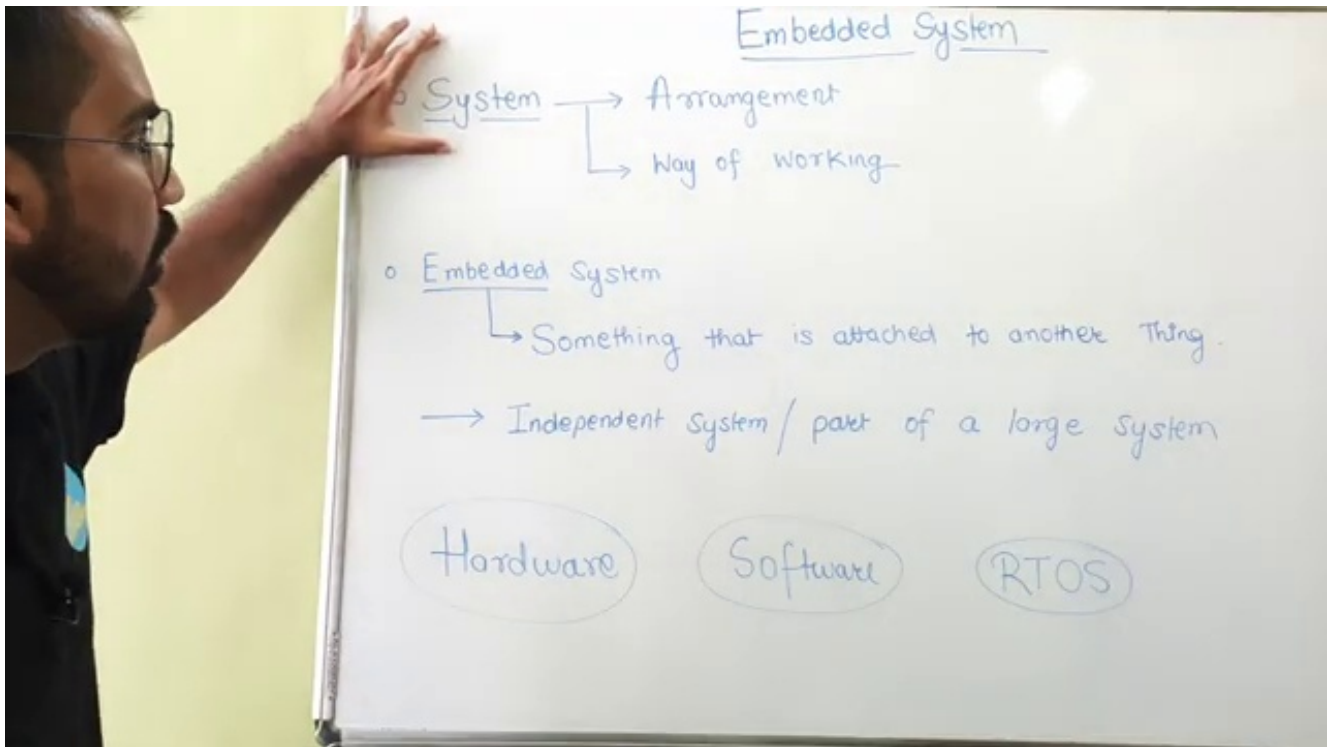 Embedded System
o System → Arrangement
→ Way of working
o Embedded System
→ Something that is attached to another Thing.
→ Independent system / part of a large system
Hardware Software RTOS